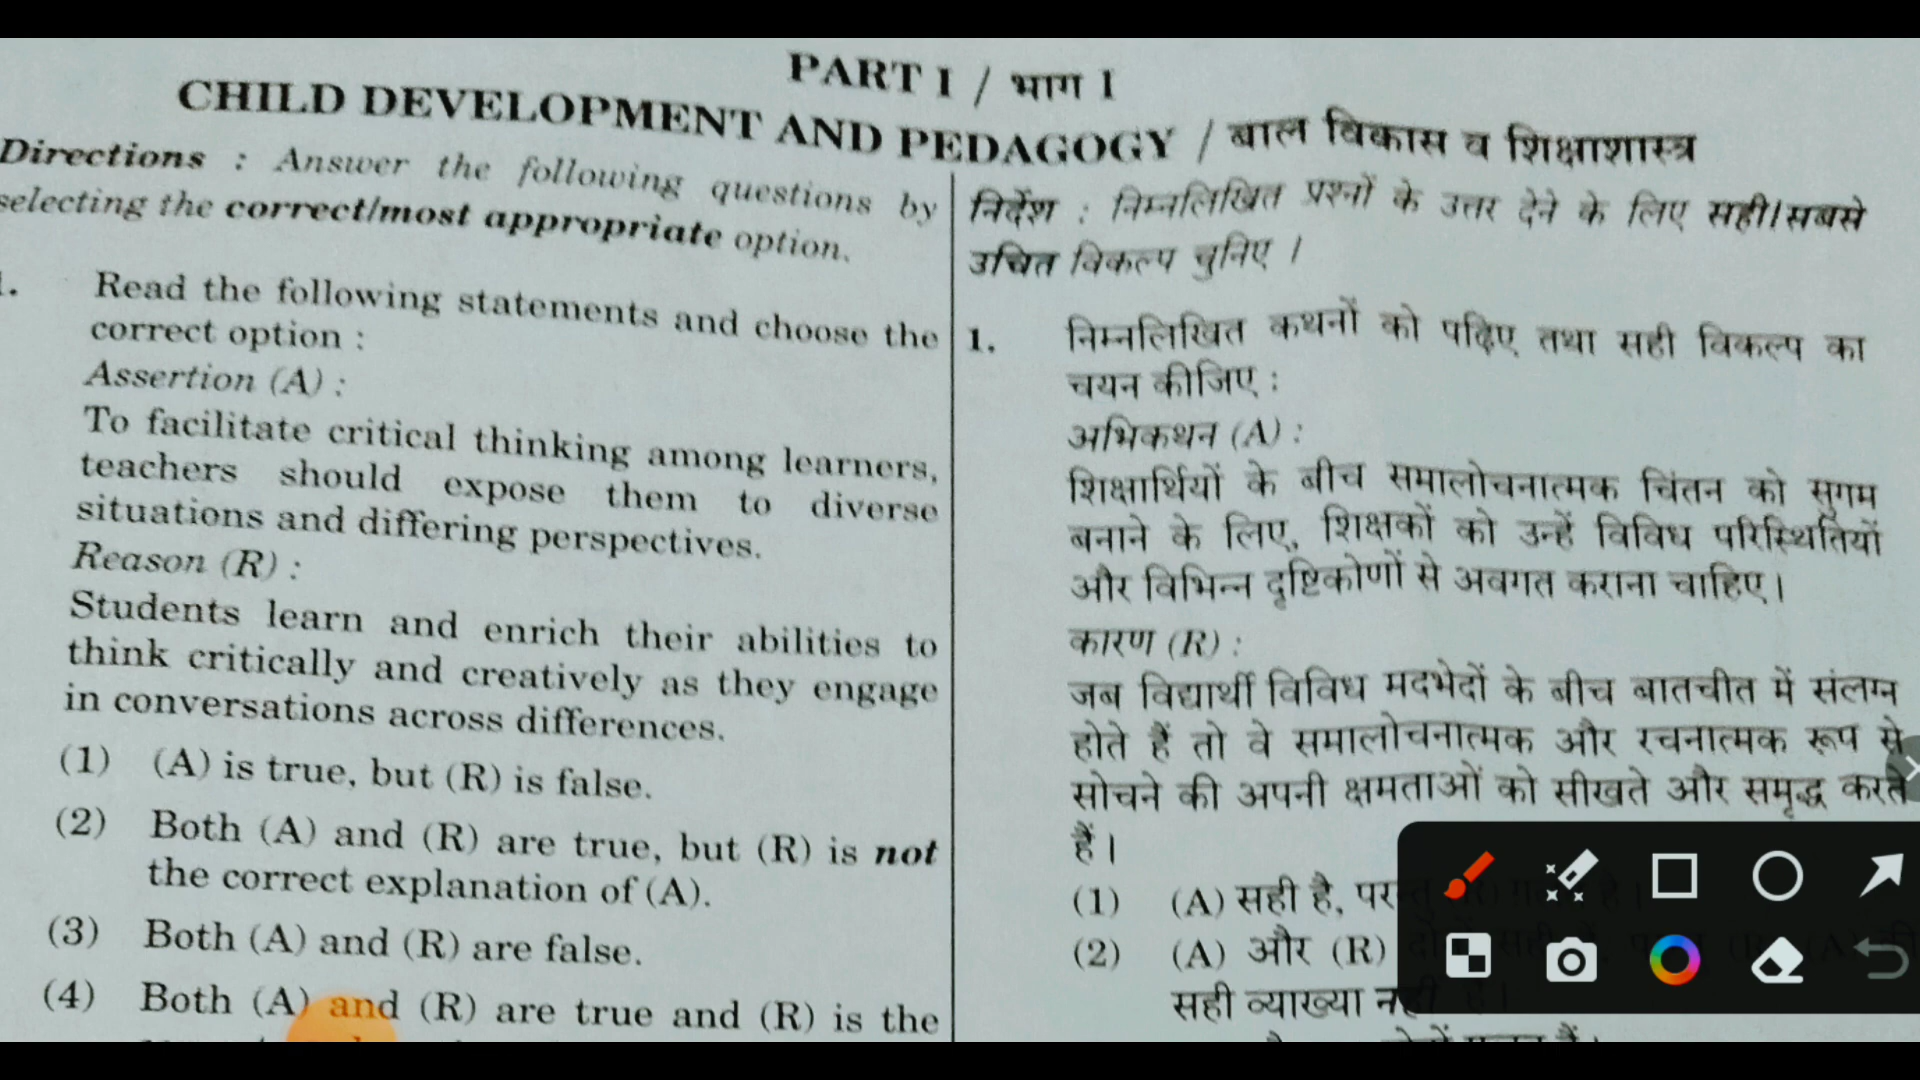 PART I / भाग I
CHILD DEVELOPMENT AND PEDAGOGY / बाल विकास व शिक्षाशास्त्र
Directions : Answer the following questions by
selecting the correct/most appropriate option.
1. Read the following statements and choose the
correct option :
Assertion (A) :
To facilitate critical thinking among learners,
teachers should expose them to diverse
situations and differing perspectives.
Reason (R) :
Students learn and enrich their abilities to
think critically and creatively as they engage
in conversations across differences.
(1) (A) is true, but (R) is false.
(2) Both (A) and (R) are true, but (R) is not
the correct explanation of (A).
(3) Both (A) and (R) are false.
(4) Both (A) and (R) are true and (R) is the
निर्देश : निम्नलिखित प्रश्नों के उत्तर देने के लिए सही/सबसे
उचित विकल्प चुनिए ।
1. निम्नलिखित कथनों को पढ़िए तथा सही विकल्प का
चयन कीजिए :
अभिकथन (A) :
शिक्षार्थियों के बीच समालोचनात्मक चिंतन को सुगम
बनाने के लिए, शिक्षकों को उन्हें विविध परिस्थितियों
और विभिन्न दृष्टिकोणों से अवगत कराना चाहिए।
कारण (R) :
जब विद्यार्थी विविध मदभेदों के बीच बातचीत में संलग्न
होते हैं तो वे समालोचनात्मक और रचनात्मक रूप से
सोचने की अपनी क्षमताओं को सीखते और समृद्ध करते
हैं।
(1) (A) सही है, परन्तु
(2) (A) और (R)
सही व्याख्या नहीं